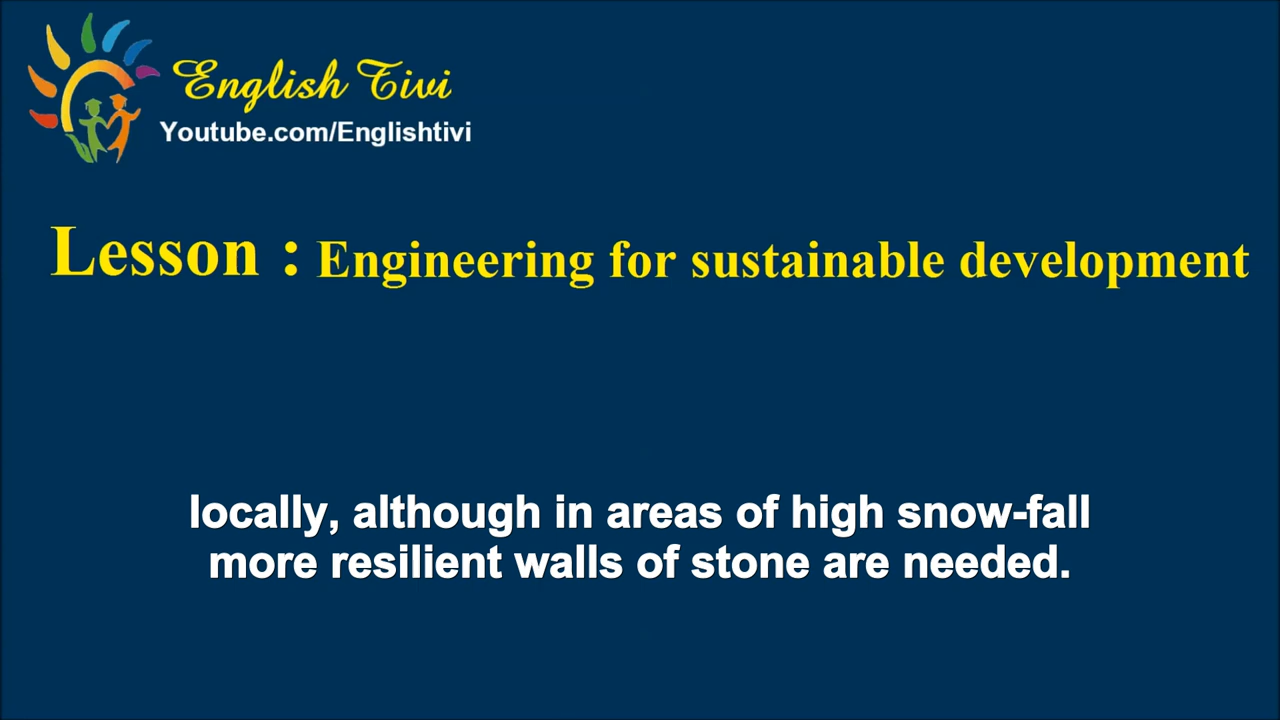 English Tivi
Youtube.com/Englishtivi
Lesson : Engineering for sustainable development
locally, although in areas of high snow-fall
more resilient walls of stone are needed.